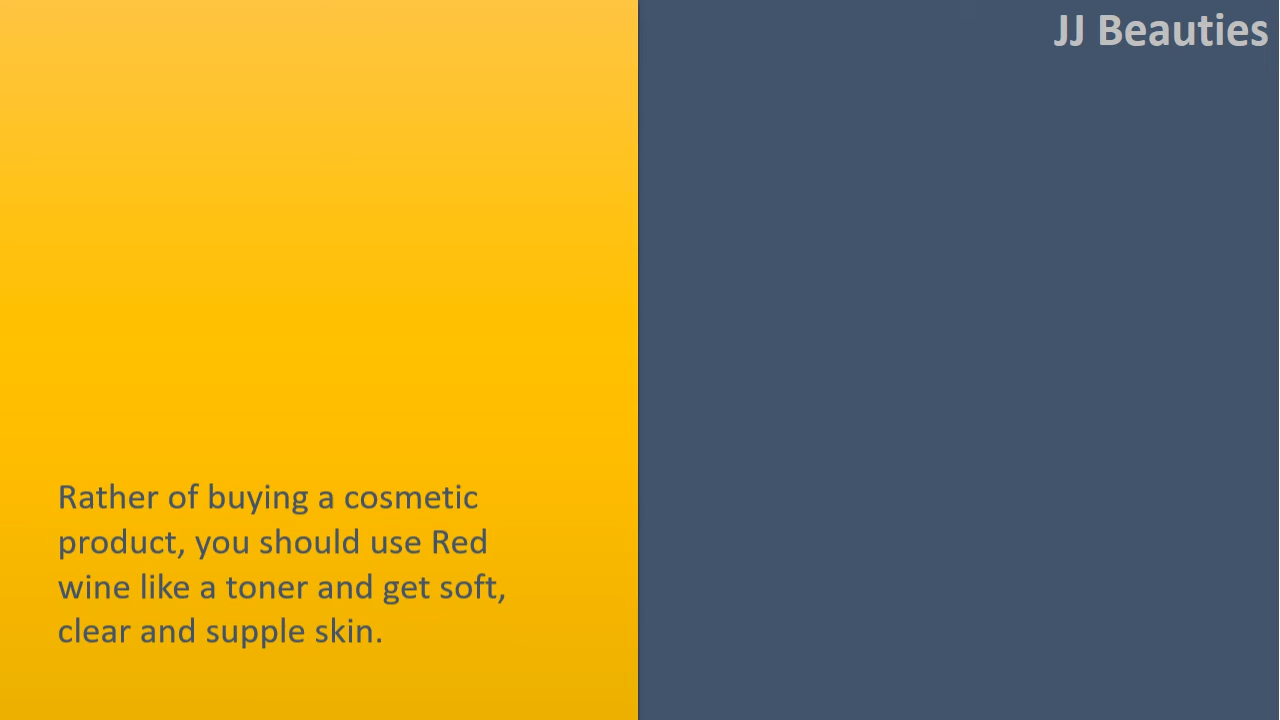 JJ Beauties
Rather of buying a cosmetic
product, you should use Red
wine like a toner and get soft,
clear and supple skin.